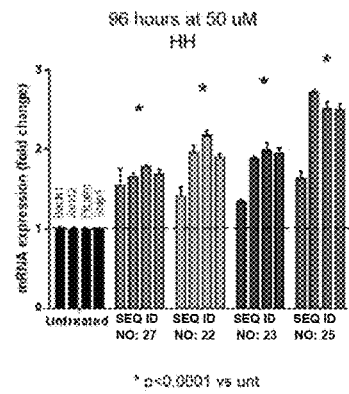 96 hours at 50 uM
HH
mRNA expression (fold change)
3
*
*
*
*
2
1
0
Untreated
SEQ ID
NO: 27
SEQ ID
NO: 22
SEQ ID
NO: 23
SEQ ID
NO: 25
* p<0.0001 vs unt